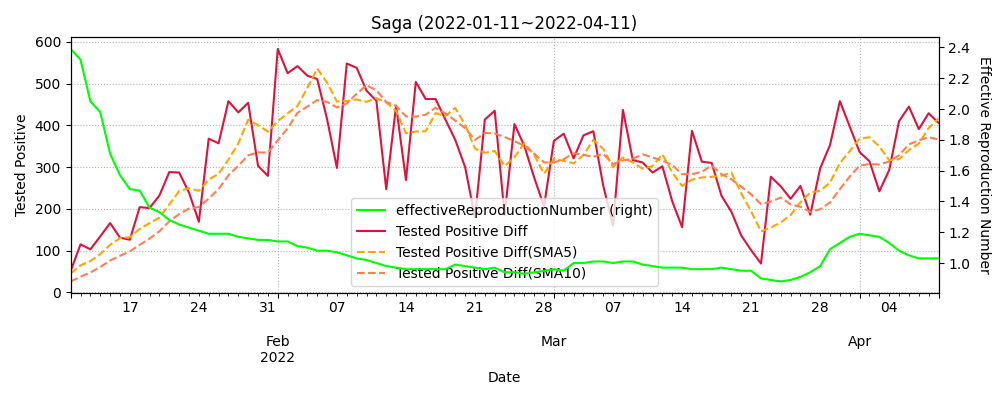 Saga (2022-01-11~2022-04-11)
600
500
400
300
200
100
0
Tested Positive
2.4
2.2
2.0
1.8
1.6
1.4
1.2
1.0
Effective Reproduction Number
effectiveReproductionNumber (right)
Tested Positive Diff
Tested Positive Diff(SMA5)
Tested Positive Diff(SMA10)
17 24 31 07 14 21 28 07 14 21 28 04
Feb Mar Apr
2022
Date